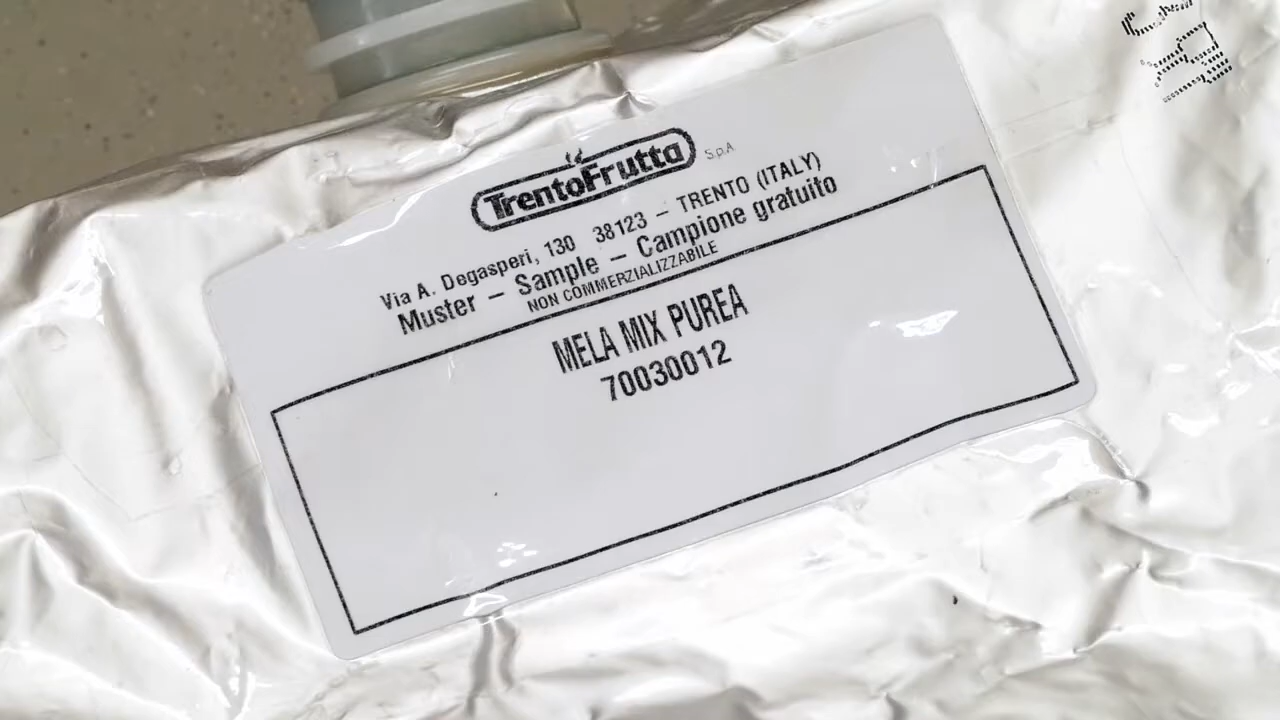 TrentoFrutta S.p.A.
Via A. Degasperi, 130 38123 – TRENTO (ITALY)
Muster – Sample – Campione gratuito
NON COMMERZIALIZZABILE
MELA MIX PUREA
70030012